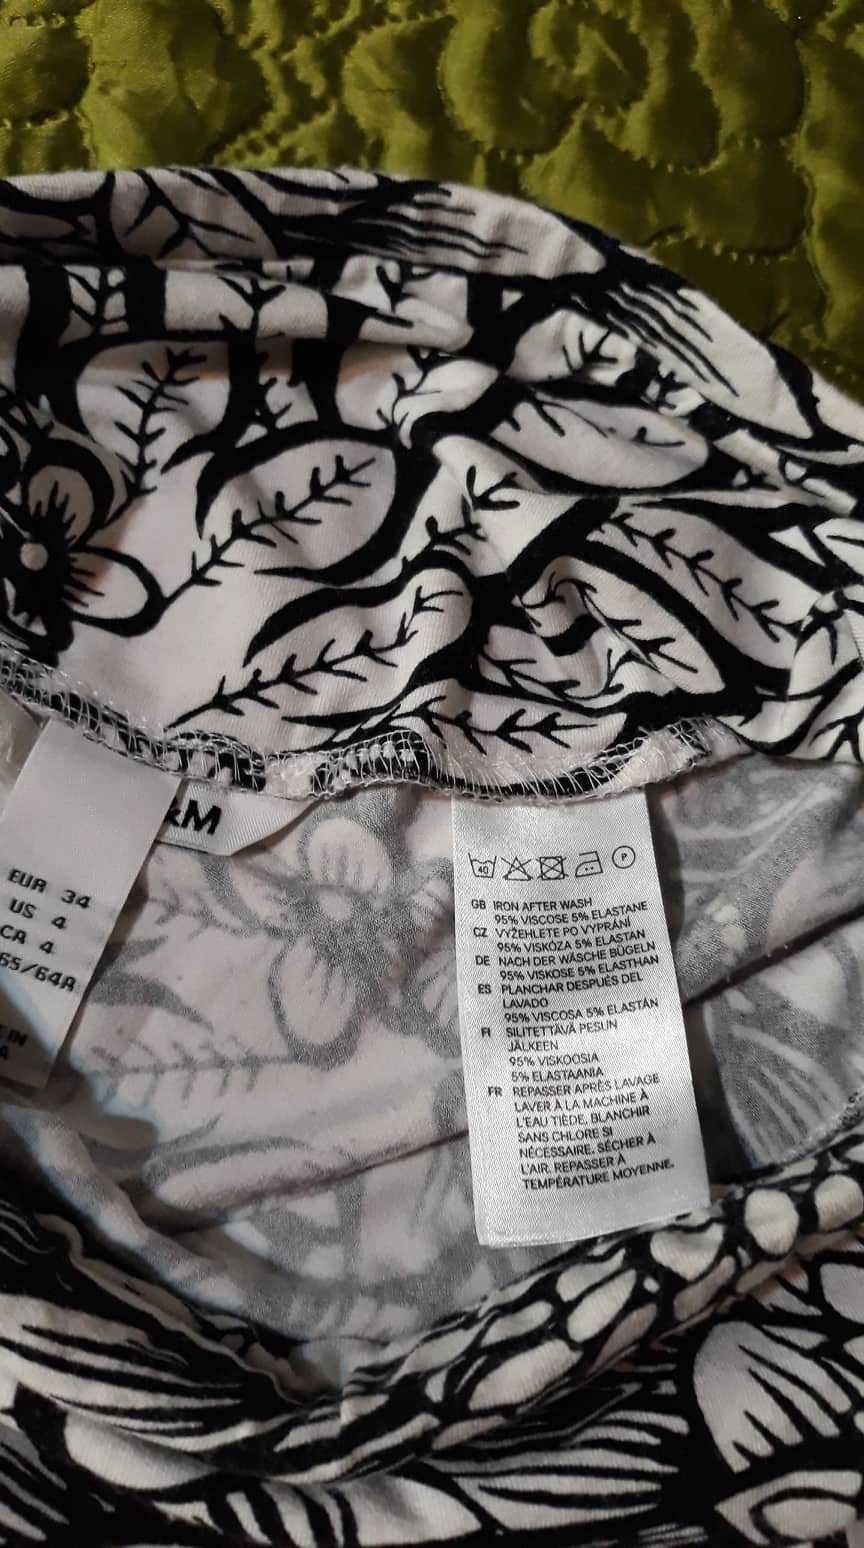 &M
EUR 34
US 4
CA 4
65/64A
IN
A
40
P
GB IRON AFTER WASH
95% VISCOSE 5% ELASTANE
CZ VYŽEHLETE PO VYPRÁNÍ
95% VISKÓZA 5% ELASTAN
DE NACH DER WÄSCHE BÜGELN
95% VISKOSE 5% ELASTHAN
ES PLANCHAR DESPUÉS DEL
LAVADO
95% VISCOSA 5% ELASTÁN
FI SILITETTÄVÄ PESUN
JÄLKEEN
95% VISKOOSIA
5% ELASTAANIA
FR REPASSER APRÈS LAVAGE
LAVER À LA MACHINE À
L'EAU TIÈDE, BLANCHIR
SANS CHLORE SI
NÉCESSAIRE, SÉCHER À
L'AIR. REPASSER À
TEMPÉRATURE MOYENNE.